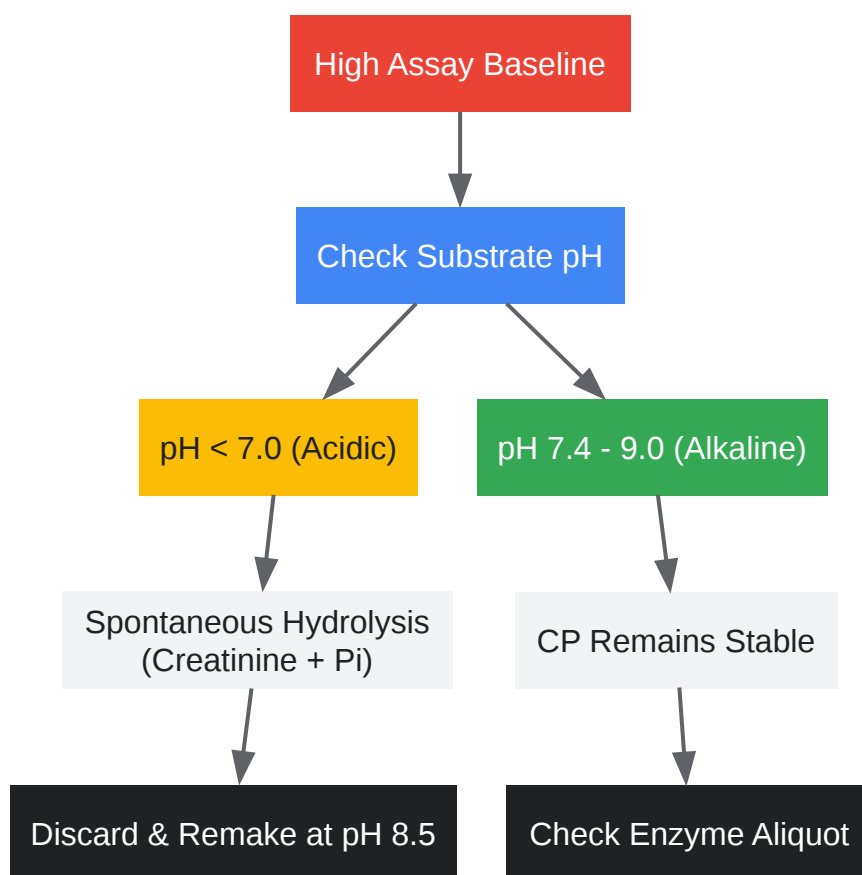 High Assay Baseline
Check Substrate pH
pH < 7.0 (Acidic)
pH 7.4 - 9.0 (Alkaline)
Spontaneous Hydrolysis
(Creatinine + Pi)
CP Remains Stable
Discard & Remake at pH 8.5
Check Enzyme Aliquot